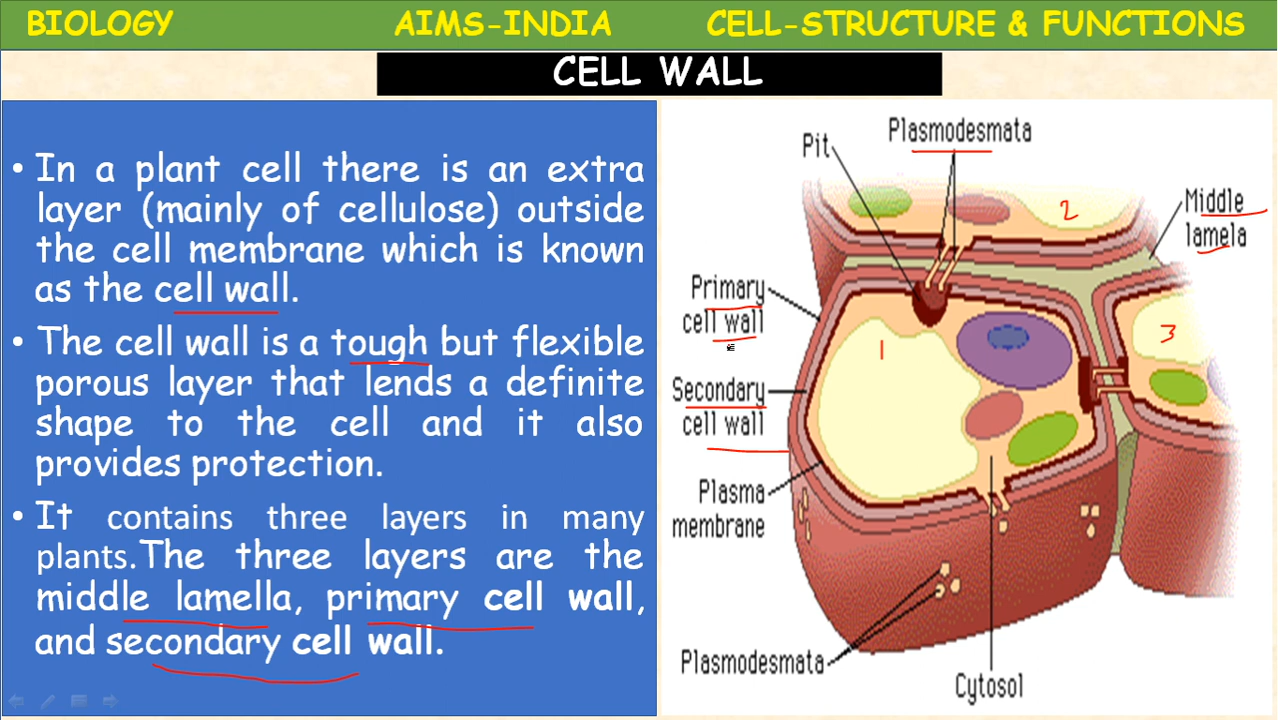 BIOLOGY AIMS-INDIA CELL-STRUCTURE & FUNCTIONS
CELL WALL
• In a plant cell there is an extra
layer (mainly of cellulose) outside
the cell membrane which is known
as the cell wall.
• The cell wall is a tough but flexible
porous layer that lends a definite
shape to the cell and it also
provides protection.
• It contains three layers in many
plants.The three layers are the
middle lamella, primary cell wall,
and secondary cell wall.
Plasmodesmata
Pit
Middle
lamela
2
Primary
cell wall
1
3
Secondary
cell wall
Plasma
membrane
Plasmodesmata
Cytosol